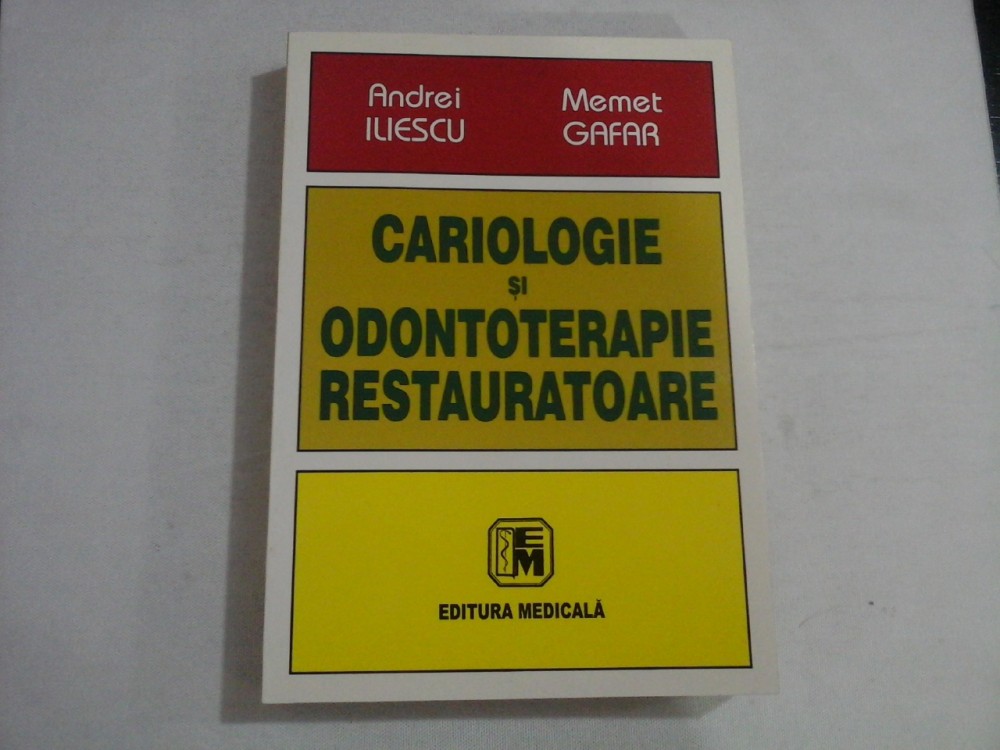 Andrei
ILIESCU
Memet
GAFAR
CARIOLOGIE
ȘI
ODONTOTERAPIE
RESTAURATOARE
EM
EDITURA MEDICALĂ